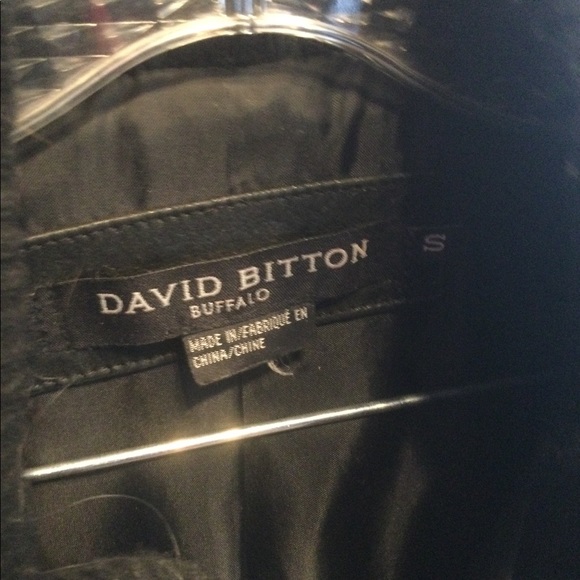 DAVID BITTON
BUFFALO
S
MADE IN/FABRIQUÉ EN
CHINA/CHINE